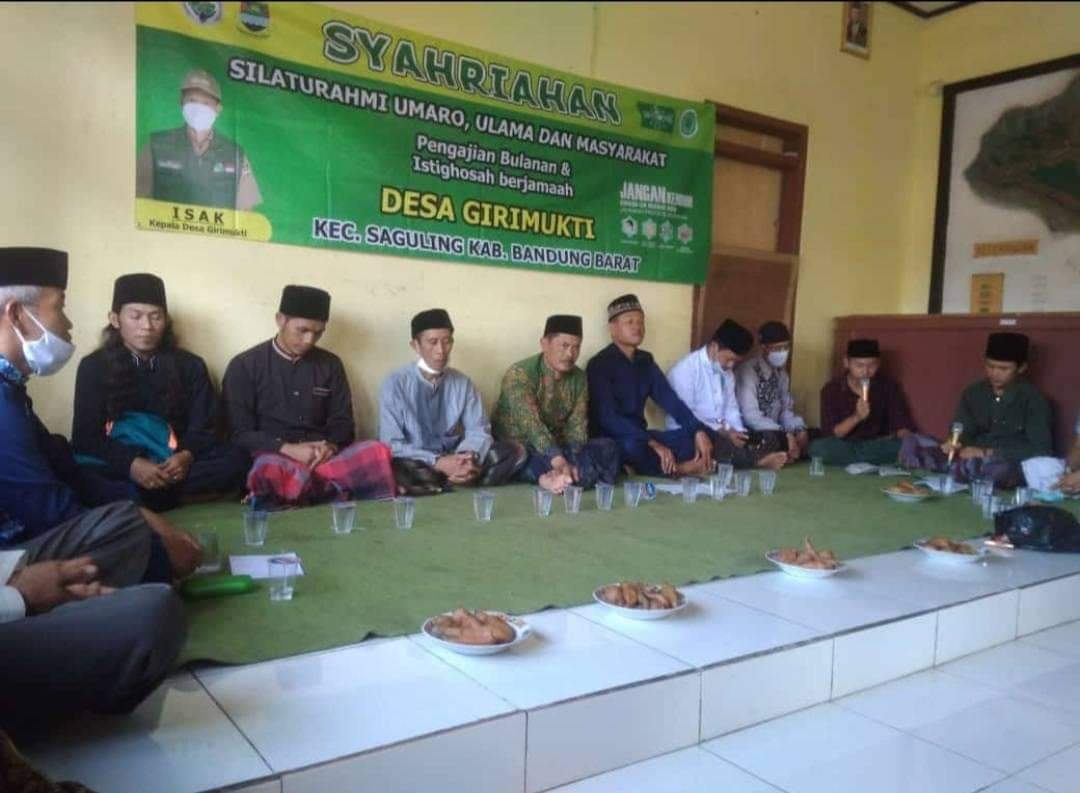 SYAHRIAHAN
SILATURAHMI UMARO, ULAMA DAN MASYARAKAT
Pengajian Bulanan &
Istighosah berjamaah
DESA GIRIMUKTI
KEC. SAGULING KAB. BANDUNG BARAT
ISAK
Kepala Desa Girimukti
JANGAN KENDOR